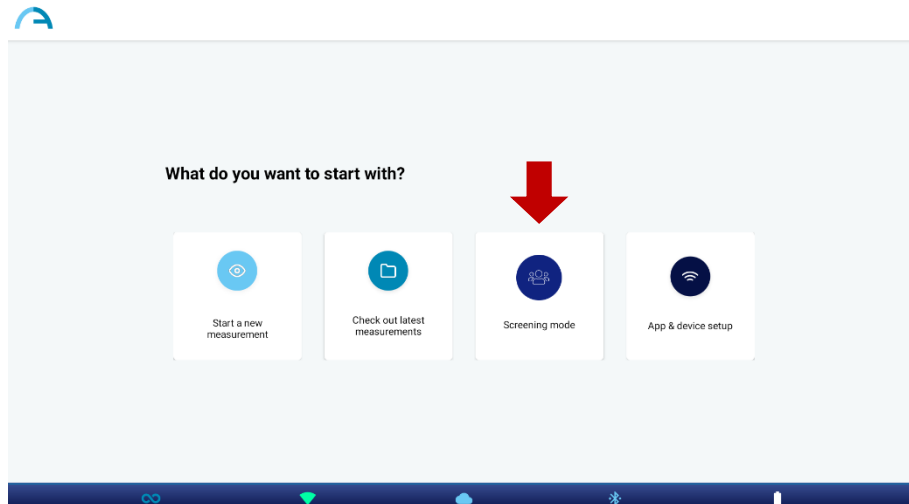 What do you want to start with?
Start a new
measurement
Check out latest
measurements
Screening mode
App & device setup